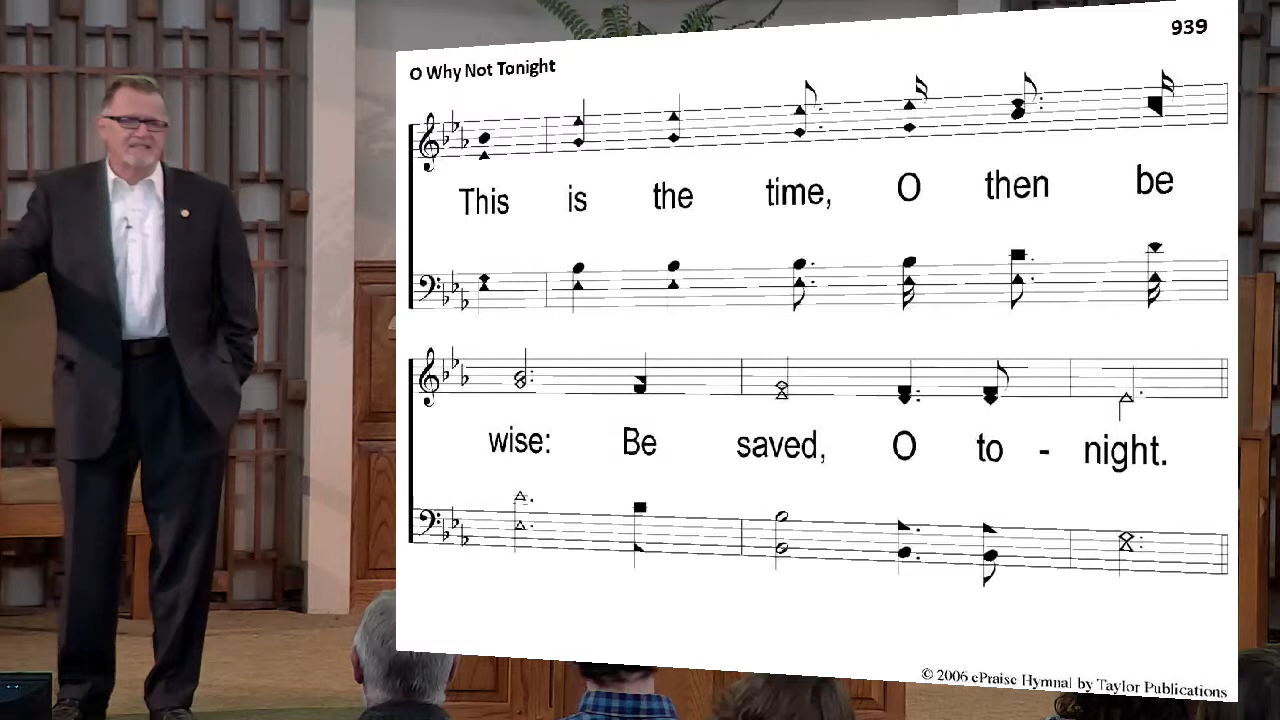 939
O Why Not Tonight
This is the time, O then be
wise: Be saved, O to - night.
© 2006 ePraise Hymnal by Taylor Publications